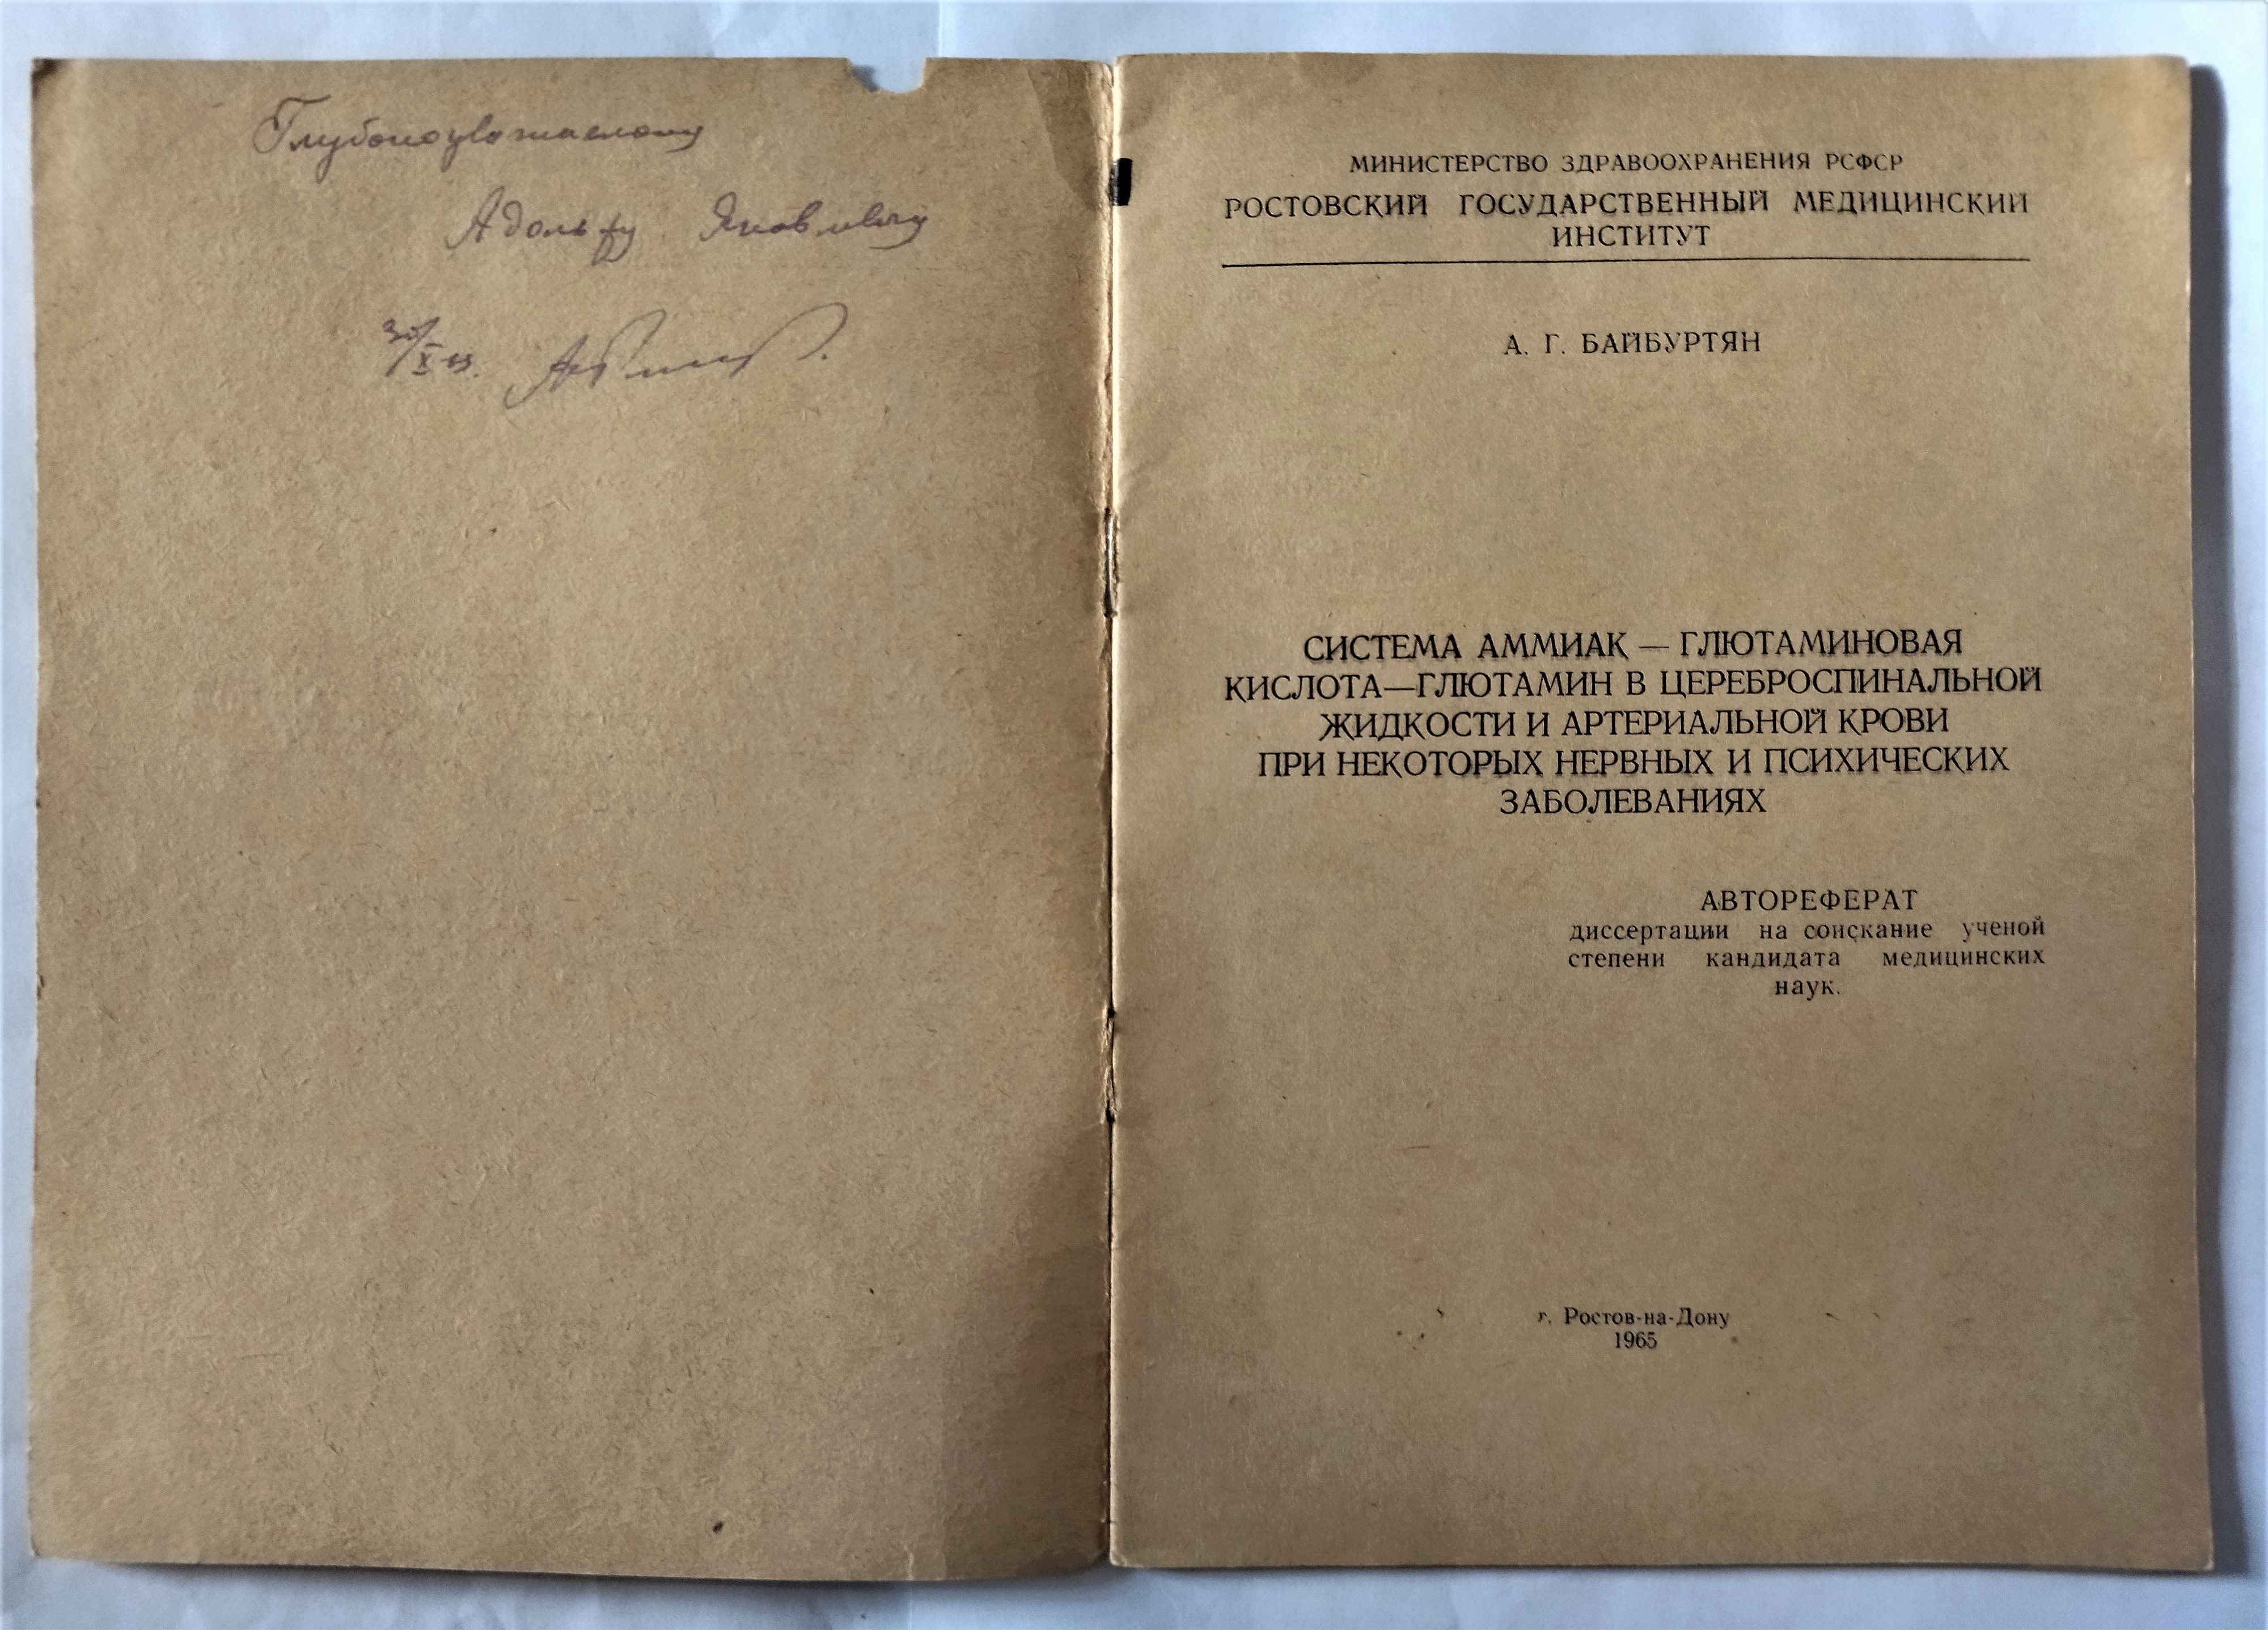 Глубокоуважаемому
Адольфу Яковлевичу
МИНИСТЕРСТВО ЗДРАВООХРАНЕНИЯ РСФСР
РОСТОВСКИЙ ГОСУДАРСТВЕННЫЙ МЕДИЦИНСКИЙ
ИНСТИТУТ
А. Г. БАЙБУРТЯН
СИСТЕМА АММИАК — ГЛЮТАМИНОВАЯ
КИСЛОТА—ГЛЮТАМИН В ЦЕРЕБРОСПИНАЛЬНОЙ
ЖИДКОСТИ И АРТЕРИАЛЬНОЙ КРОВИ
ПРИ НЕКОТОРЫХ НЕРВНЫХ И ПСИХИЧЕСКИХ
ЗАБОЛЕВАНИЯХ
АВТОРЕФЕРАТ
диссертации на соискание ученой
степени кандидата медицинских
наук.
г. Ростов-на-Дону
1965